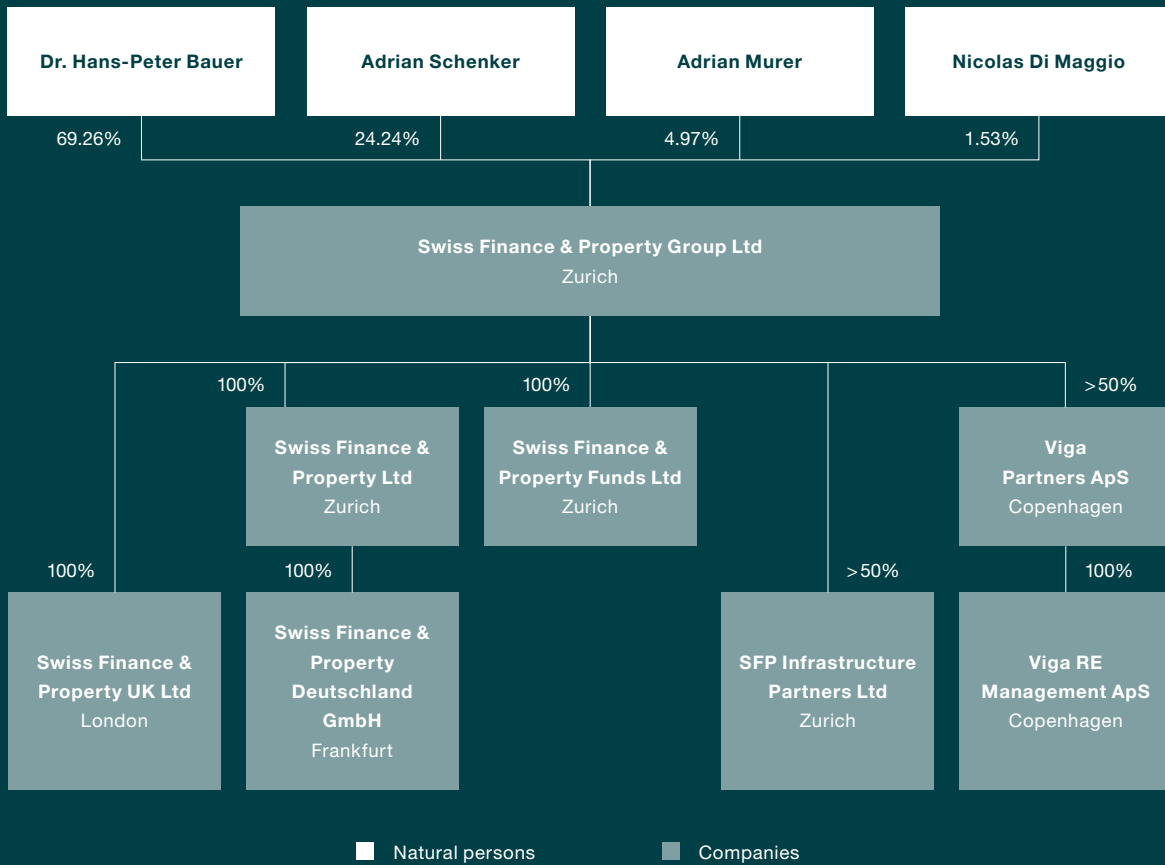 Dr. Hans-Peter Bauer
Adrian Schenker
Adrian Murer
Nicolas Di Maggio
69.26%
24.24%
4.97%
1.53%
Swiss Finance & Property Group Ltd
Zurich
100%
100%
>50%
Swiss Finance &
Property Ltd
Zurich
Swiss Finance &
Property Funds Ltd
Zurich
Viga
Partners ApS
Copenhagen
100%
100%
>50%
100%
Swiss Finance &
Property UK Ltd
London
Swiss Finance &
Property
Deutschland
GmbH
Frankfurt
SFP Infrastructure
Partners Ltd
Zurich
Viga RE
Management ApS
Copenhagen
Natural persons
Companies